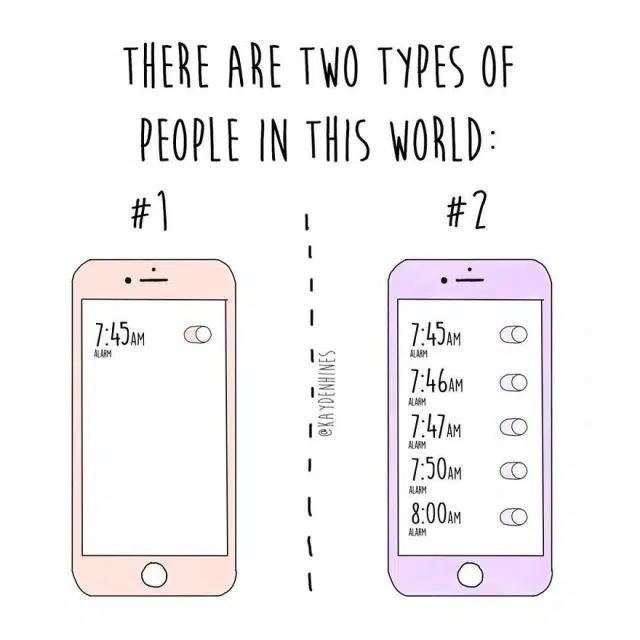 THERE ARE TWO TYPES OF
PEOPLE IN THIS WORLD:
#1
#2
7:45AM
ALARM
@KAYDENHINES
7:45AM
ALARM
7:46AM
ALARM
7:47AM
ALARM
7:50AM
ALARM
8:00AM
ALARM